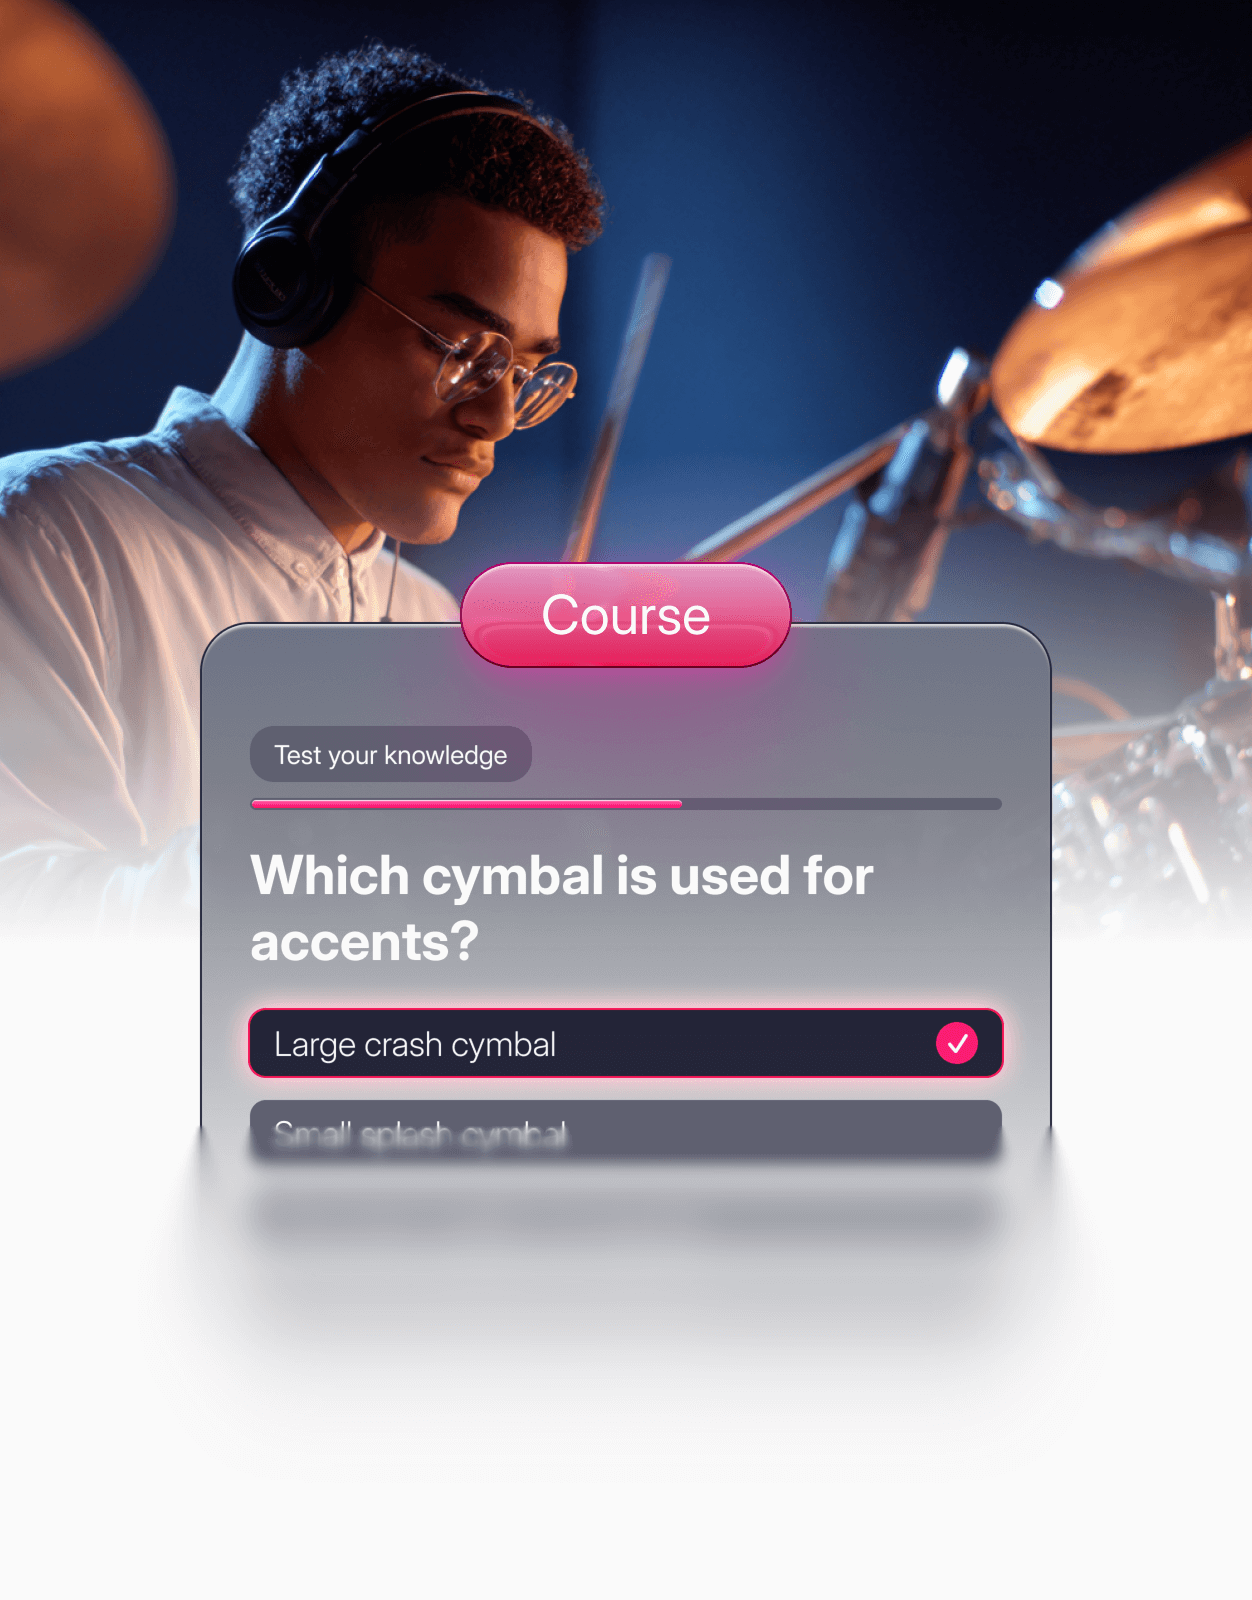 Course
Test your knowledge
Which cymbal is used for
accents?
Large crash cymbal
Small splash cymbal